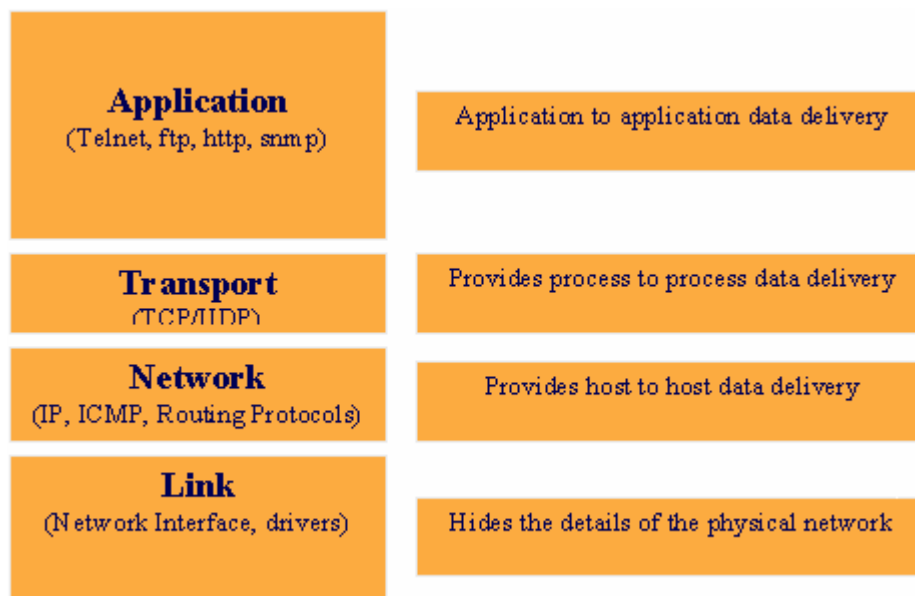 Application
(Telnet, ftp, http, snmp)
Application to application data delivery
Transport
(TCP/UDP)
Provides process to process data delivery
Network
(IP, ICMP, Routing Protocols)
Provides host to host data delivery
Link
(Network Interface, drivers)
Hides the details of the physical network